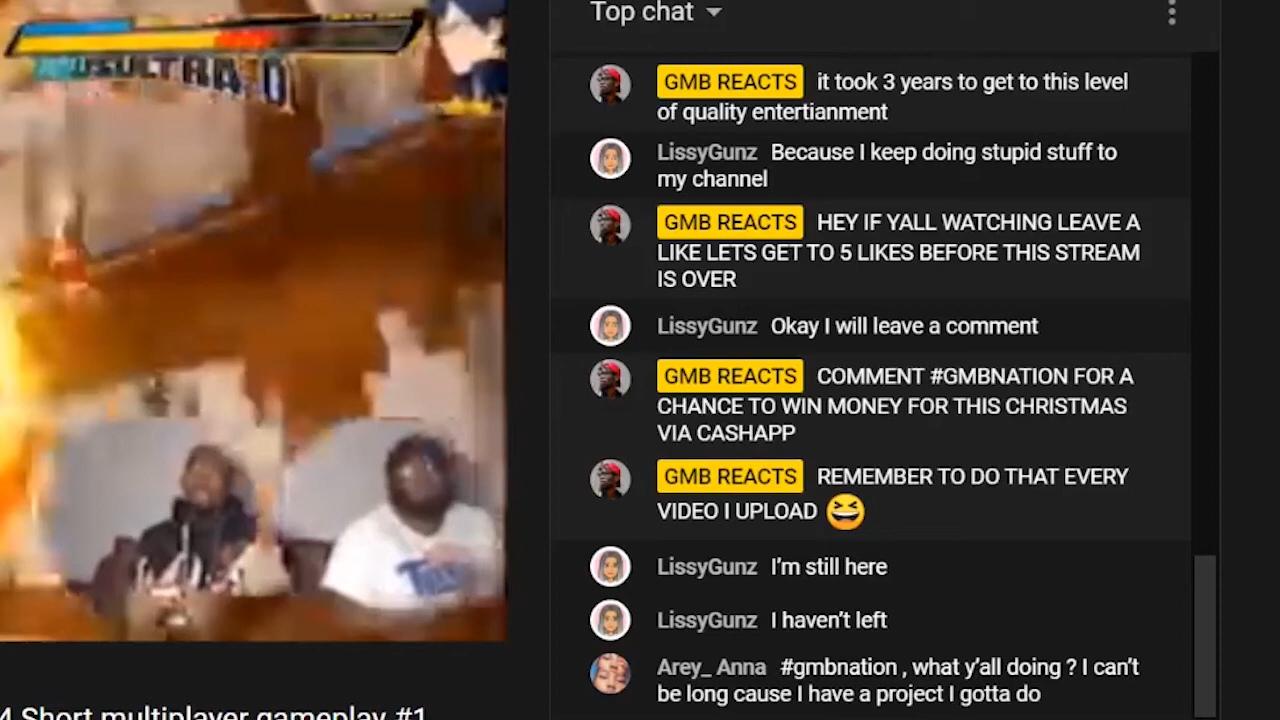 Top chat
GMB REACTS it took 3 years to get to this level
of quality entertianment
LissyGunz Because I keep doing stupid stuff to
my channel
GMB REACTS HEY IF YALL WATCHING LEAVE A
LIKE LETS GET TO 5 LIKES BEFORE THIS STREAM
IS OVER
LissyGunz Okay I will leave a comment
GMB REACTS COMMENT #GMBNATION FOR A
CHANCE TO WIN MONEY FOR THIS CHRISTMAS
VIA CASHAPP
GMB REACTS REMEMBER TO DO THAT EVERY
VIDEO I UPLOAD 😆
LissyGunz I'm still here
LissyGunz I haven't left
Arey_ Anna #gmbnation , what y'all doing ? I can't
be long cause I have a project I gotta do
4 Short multiplayer gameplay #1